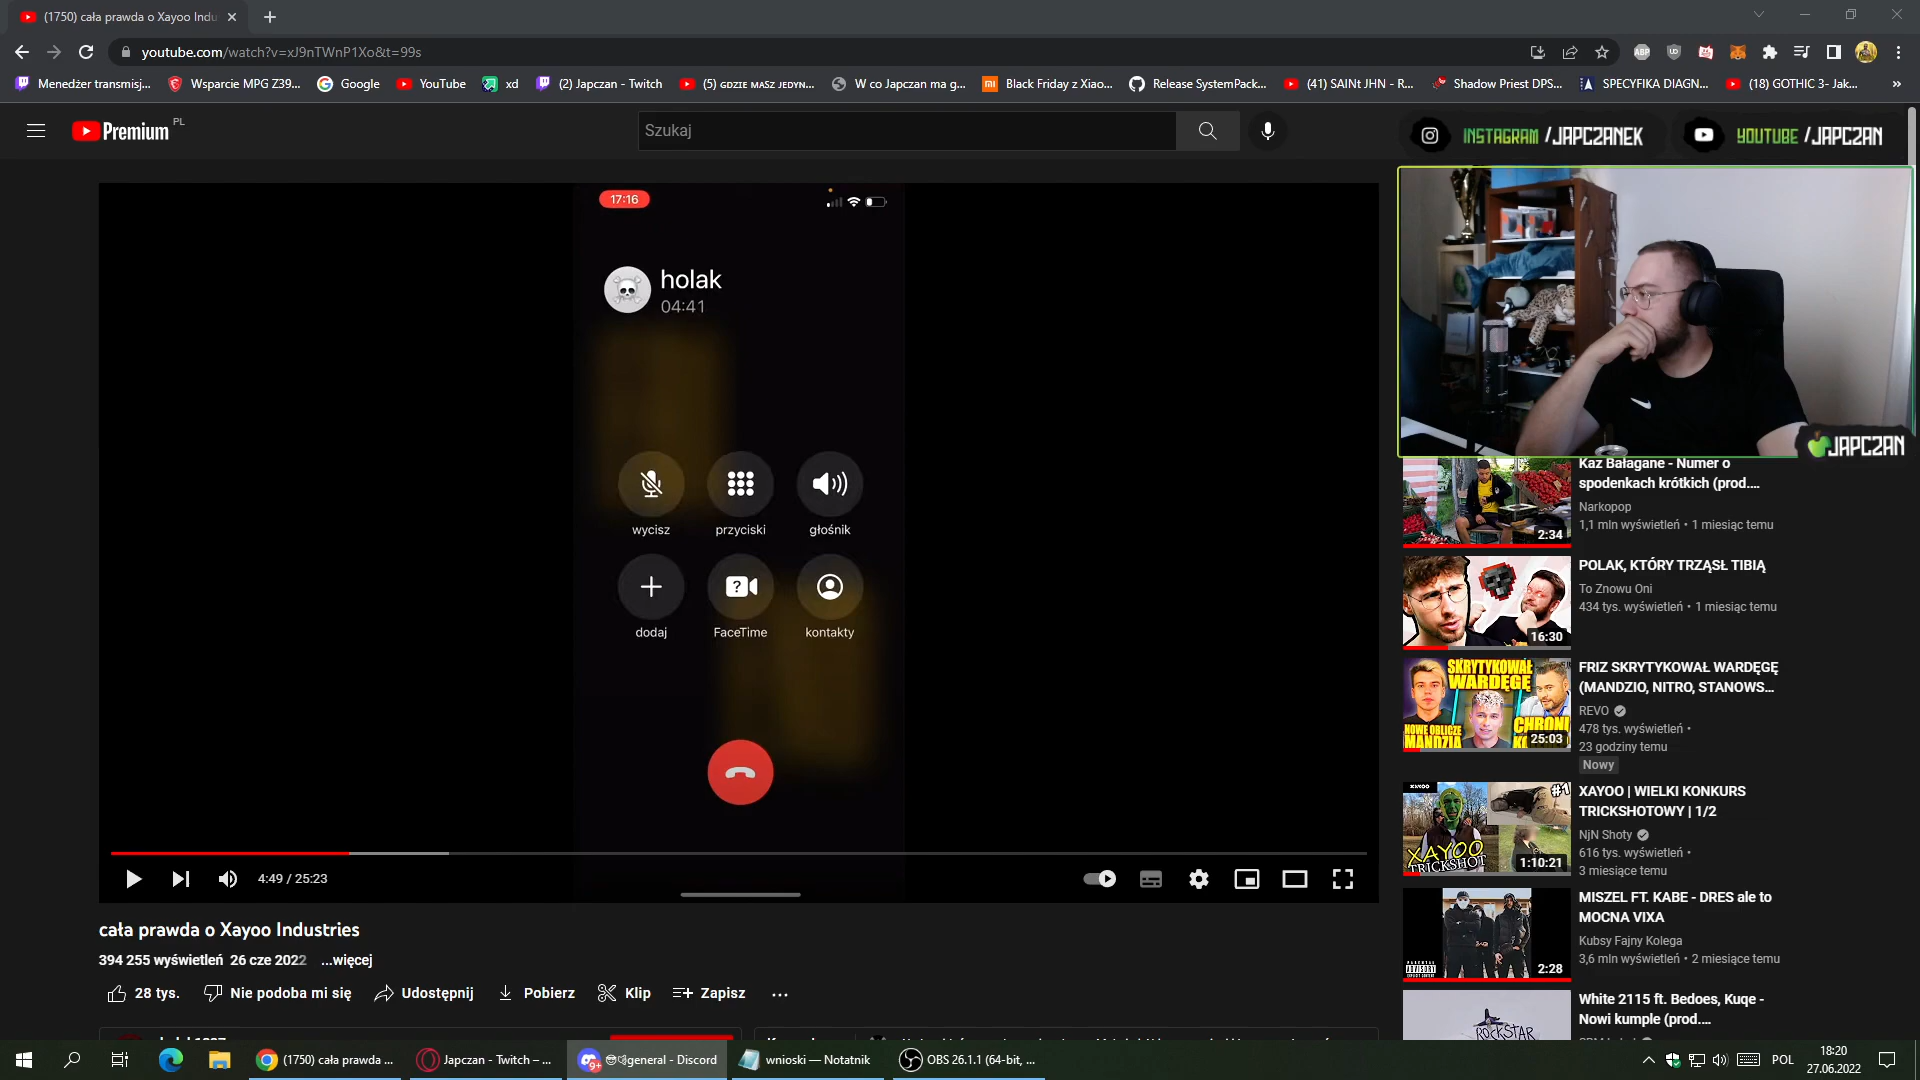 (1750) cała prawda o Xayoo Indu
youtube.com/watch?v=xJ9nTWnP1Xo&t=99s
ABP
Menedżer transmisj...
Wsparcie MPG Z39...
Google
YouTube
xd
(2) Japczan - Twitch
(5) GDZIE MASZ JEDYN...
W co Japczan ma g...
Black Friday z Xiao...
Release SystemPack...
(41) SAINt JHN - R...
Shadow Priest DPS...
SPECYFIKA DIAGN...
(18) GOTHIC 3- Jak...
»
Premium PL
Szukaj
INSTAGRAM /JAPCZANEK
YOUTUBE /JAPCZAN
17:16
holak
04:41
wycisz
przyciski
głośnik
dodaj
FaceTime
kontakty
4:49 / 25:23
JAPCZAN
Kaz Bałagane - Numer o
spodenkach krótkich (prod....
Narkopop
1,1 mln wyświetleń • 1 miesiąc temu
2:34
POLAK, KTÓRY TRZĄSŁ TIBIĄ
To Znowu Oni
434 tys. wyświetleń • 1 miesiąc temu
16:30
SKRYTYKOWAŁ
WARDĘGĘ
NOWE OBLICZE
MANDZIA
25:03
FRIZ SKRYTYKOWAŁ WARDĘGĘ
(MANDZIO, NITRO, STANOWS...
REVO
478 tys. wyświetleń •
23 godziny temu
Nowy
#1
XAYOO
TRICKSHOT
1:10:21
XAYOO | WIELKI KONKURS
TRICKSHOTOWY | 1/2
NjN Shoty
616 tys. wyświetleń •
3 miesiące temu
MISZEL FT. KABE - DRES ale to
MOCNA VIXA
Kubsy Fajny Kolega
3,6 mln wyświetleń • 2 miesiące temu
2:28
White 2115 ft. Bedoes, Kuqe -
Nowi kumple (prod....
ROCKSTAR
cała prawda o Xayoo Industries
394 255 wyświetleń 26 cze 2022 ...więcej
28 tys.
Nie podoba mi się
Udostępnij
Pobierz
Klip
Zapisz
(1750) cała prawda ...
Japczan - Twitch – ...
9+
general - Discord
wnioski — Notatnik
OBS 26.1.1 (64-bit, ...
POL
18:20
27.06.2022